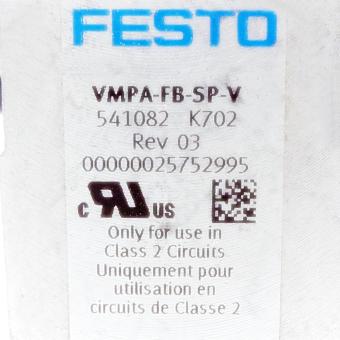 FESTO
VMPA-FB-SP-V
541082 K702
Rev 03
00000025752995
c RU US
Only for use in
Class 2 Circuits
Uniquement pour
utilisation en
circuits de Classe 2